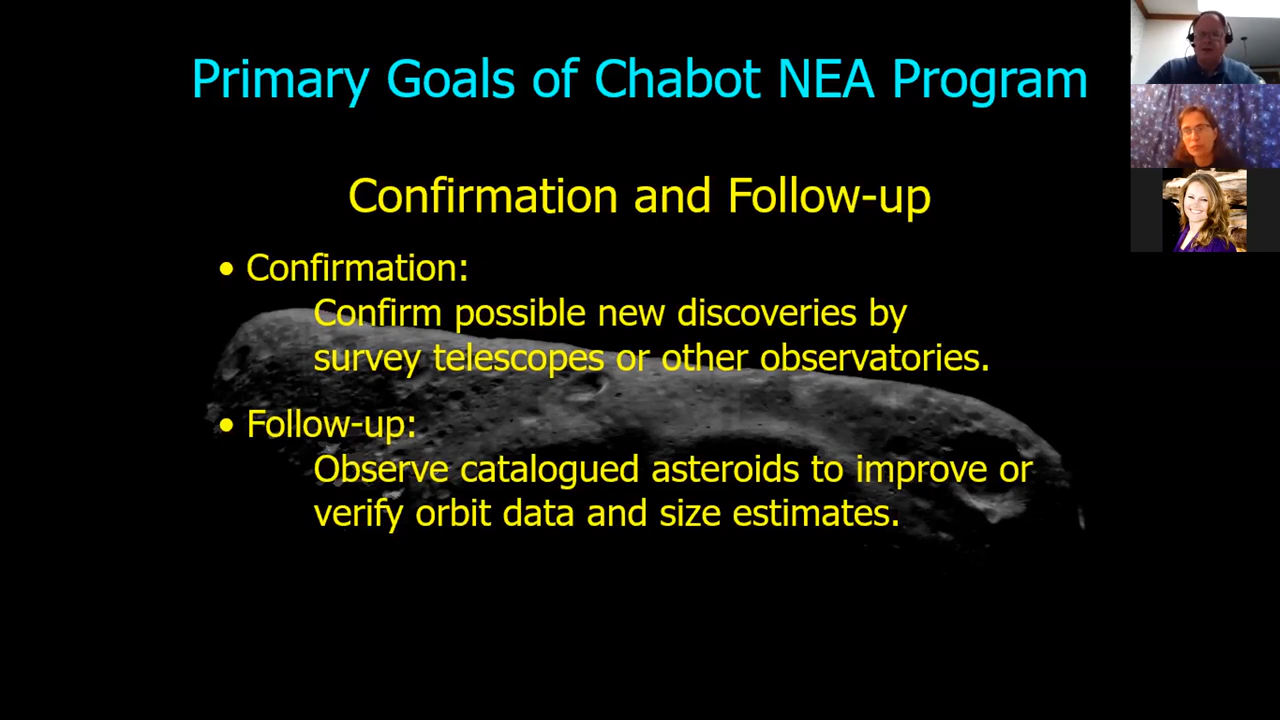 Primary Goals of Chabot NEA Program
Confirmation and Follow-up
• Confirmation:
Confirm possible new discoveries by
survey telescopes or other observatories.
• Follow-up:
Observe catalogued asteroids to improve or
verify orbit data and size estimates.